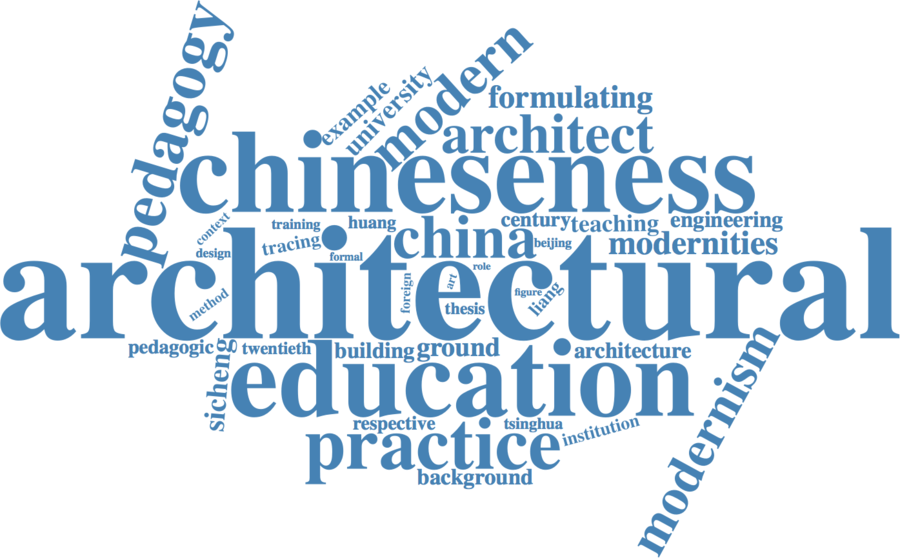 pedagogy
example
university
modern
formulating
architect
chineseness
context
training
huang
century
teaching
engineering
design
tracing
formal
china
beijing
modernities
role
architectural
method
foreign
art
thesis
figure
liang
pedagogic
twentieth
building
ground
architecture
sicheng
education
modernism
respective
tsinghua
institution
practice
background